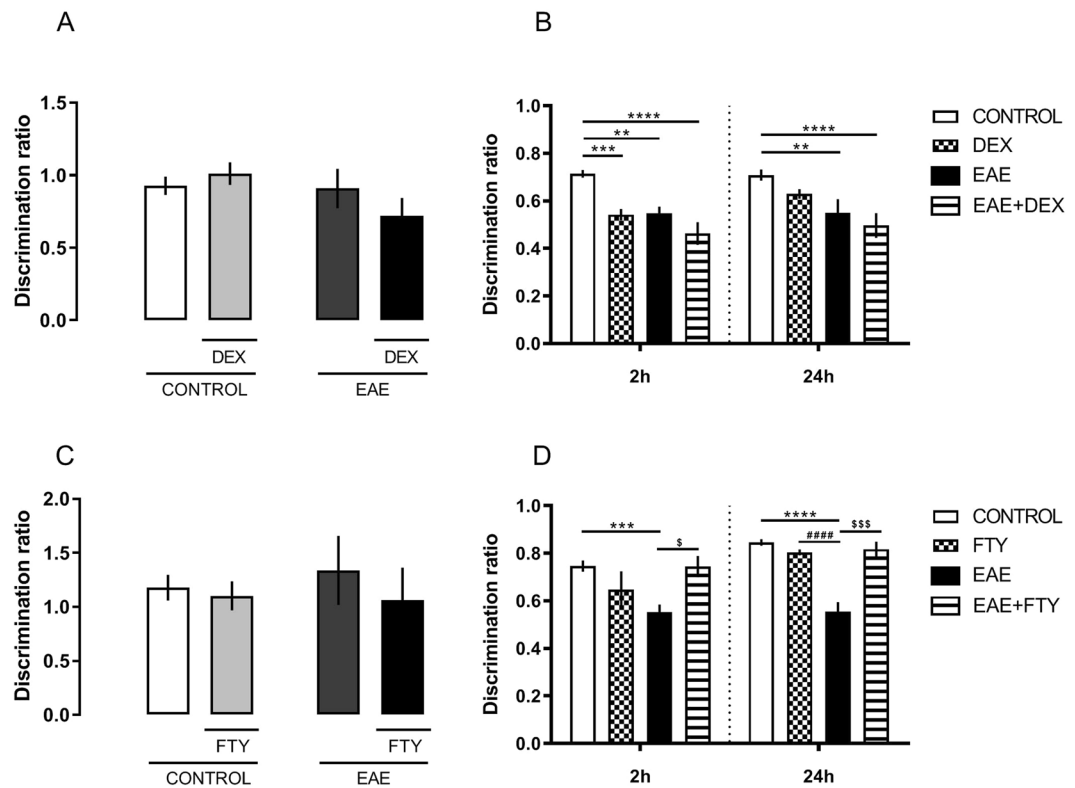 A
Discrimination ratio
1.5
1.0
0.5
0.0
DEX
DEX
CONTROL
EAE
B
Discrimination ratio
1.0
0.8
0.6
0.4
0.2
0.0
****
**
***
****
**
2h
24h
CONTROL
DEX
EAE
EAE+DEX
C
Discrimination ratio
2.0
1.5
1.0
0.5
0.0
FTY
FTY
CONTROL
EAE
D
Discrimination ratio
1.0
0.8
0.6
0.4
0.2
0.0
***
$
****
####
$$$
2h
24h
CONTROL
FTY
EAE
EAE+FTY